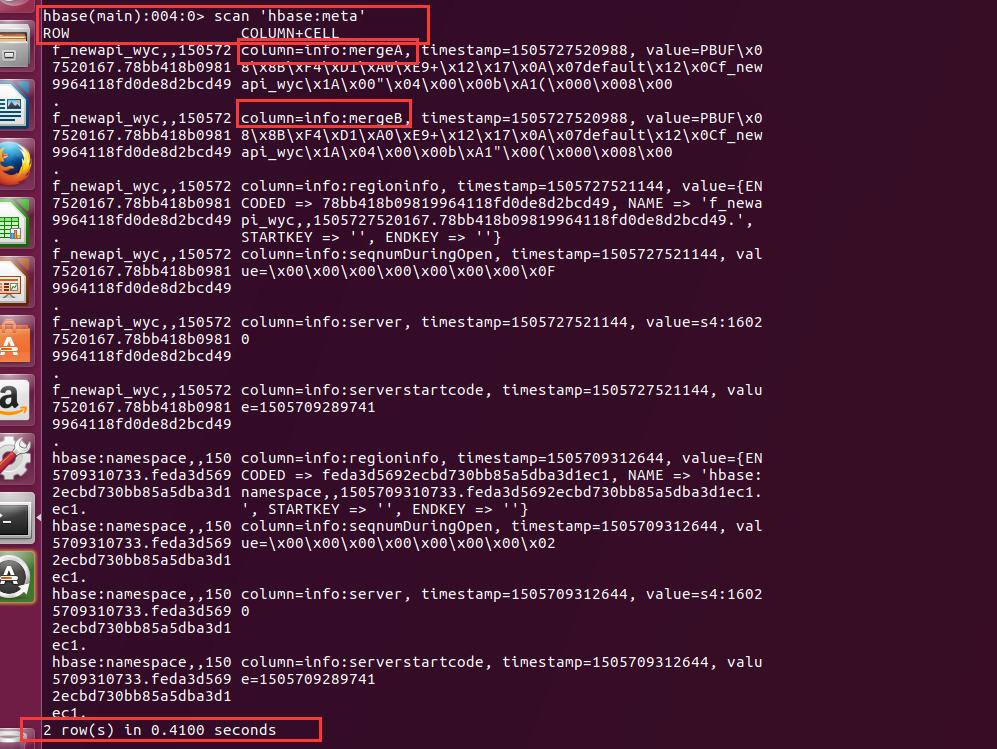 hbase(main):004:0> scan 'hbase:meta'
ROW                   COLUMN+CELL
f_newapi_wyc,,150572 column=info:mergeA, timestamp=1505727520988, value=PBUF\x0
7520167.78bb418b0981 8\x8B\xF4\xD1\xA0\xE9+\x12\x17\x0A\x07default\x12\x0Cf_new
9964118fd0de8d2bcd49 api_wyc\x1A\x00"\x04\x00\x00b\xA1(\x000\x008\x00
.
f_newapi_wyc,,150572 column=info:mergeB, timestamp=1505727520988, value=PBUF\x0
7520167.78bb418b0981 8\x8B\xF4\xD1\xA0\xE9+\x12\x17\x0A\x07default\x12\x0Cf_new
9964118fd0de8d2bcd49 api_wyc\x1A\x04\x00\x00b\xA1"\x00(\x000\x008\x00
.
f_newapi_wyc,,150572 column=info:regioninfo, timestamp=1505727521144, value={EN
7520167.78bb418b0981 CODED => 78bb418b09819964118fd0de8d2bcd49, NAME => 'f_newa
9964118fd0de8d2bcd49 pi_wyc,,1505727520167.78bb418b09819964118fd0de8d2bcd49.',
. STARTKEY => '', ENDKEY => ''}
f_newapi_wyc,,150572 column=info:seqnumDuringOpen, timestamp=1505727521144, val
7520167.78bb418b0981 ue=\x00\x00\x00\x00\x00\x00\x00\x0F
9964118fd0de8d2bcd49
.
f_newapi_wyc,,150572 column=info:server, timestamp=1505727521144, value=s4:1602
7520167.78bb418b0981 0
9964118fd0de8d2bcd49
.
f_newapi_wyc,,150572 column=info:serverstartcode, timestamp=1505727521144, valu
7520167.78bb418b0981 e=1505709289741
9964118fd0de8d2bcd49
.
hbase:namespace,,150 column=info:regioninfo, timestamp=1505709312644, value={EN
5709310733.feda3d569 CODED => feda3d5692ecbd730bb85a5dba3d1ec1, NAME => 'hbase:
2ecbd730bb85a5dba3d1 namespace,,1505709310733.feda3d5692ecbd730bb85a5dba3d1ec1.
ec1. ', STARTKEY => '', ENDKEY => ''}
hbase:namespace,,150 column=info:seqnumDuringOpen, timestamp=1505709312644, val
5709310733.feda3d569 ue=\x00\x00\x00\x00\x00\x00\x00\x02
2ecbd730bb85a5dba3d1
ec1.
hbase:namespace,,150 column=info:server, timestamp=1505709312644, value=s4:1602
5709310733.feda3d569 0
2ecbd730bb85a5dba3d1
ec1.
hbase:namespace,,150 column=info:serverstartcode, timestamp=1505709312644, valu
5709310733.feda3d569 e=1505709289741
2ecbd730bb85a5dba3d1
ec1.
2 row(s) in 0.4100 seconds